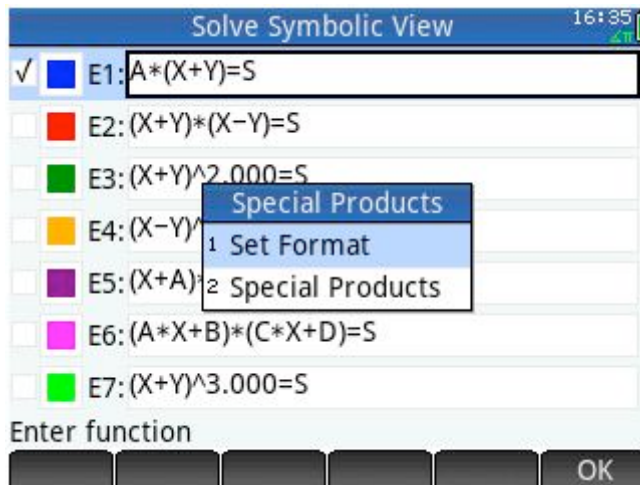 Solve Symbolic View 16:35
∡π
√ E1: A*(X+Y)=S
E2: (X+Y)*(X−Y)=S
E3: (X+Y)^2.000=S
Special Products
E4: (X−Y)^
1 Set Format
E5: (X+A)*
2 Special Products
E6: (A*X+B)*(C*X+D)=S
E7: (X+Y)^3.000=S
Enter function
OK